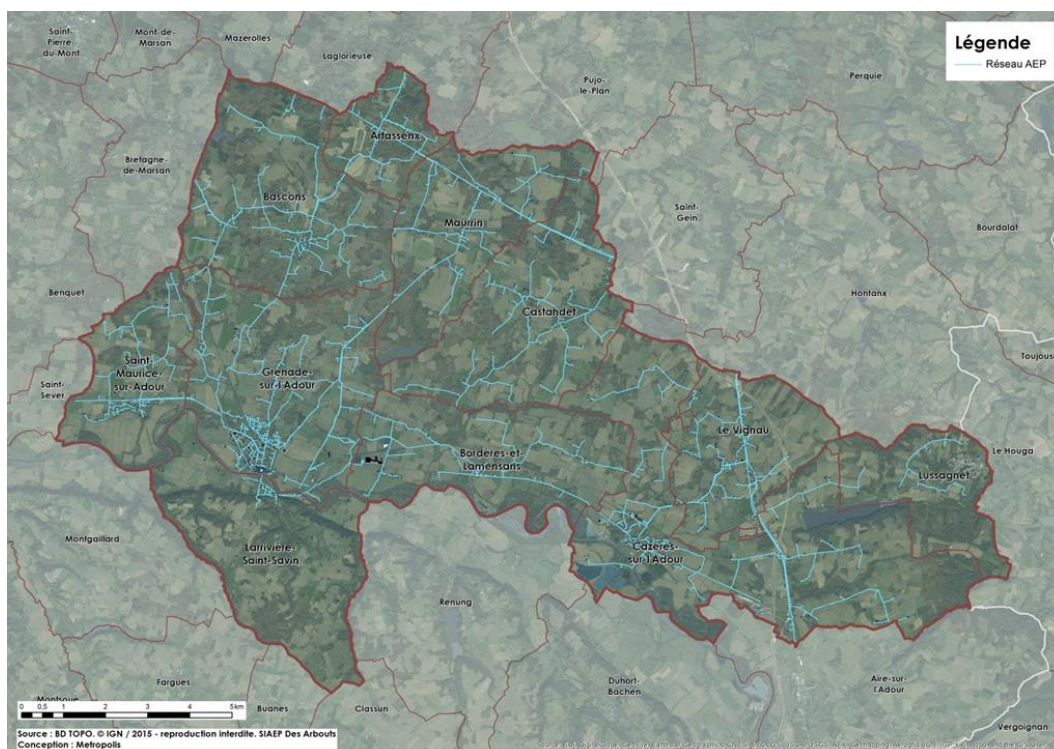 Saint-
Pierre
du-Mont
Mont-de-
Marsan
Mazerolles
Laglorieuse
Pujo
le-Plan
Perquie
Légende
Réseau AEP
Artassenx
Bretagne-
de-Marsan
Bascons
Maurrin
Saint-
Gein
Bourdalat
Benquet
Hontanx
Castandet
Toujouse
Saint-
Maurice-
sur-Adour
Grenade-
sur-l'Adour
Saint-
Sever
Le Vignau
Bordères-et-
Lamensans
Le Houga
Lussagnet
Montgaillard
Larrivière-
Saint-Savin
Cazères-
sur-l'Adour
Renung
Fargues
Duhort-
Bachen
Aire-sur-
l'Adour
Buanes
Classun
Vergoignan
0 0,5 1 2 3 4 5 km
Source : BD TOPO. © IGN / 2015 - reproduction interdite. SIAEP Des Arbouts
Conception : Metropolis